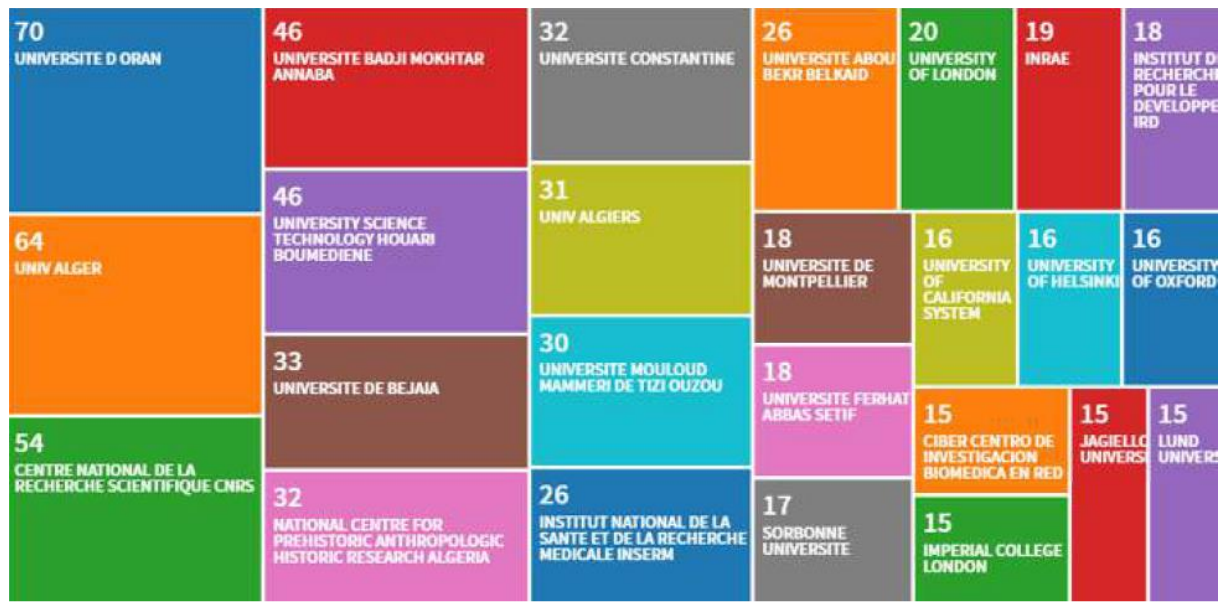 70
UNIVERSITE D ORAN
64
UNIV ALGER
54
CENTRE NATIONAL DE LA
RECHERCHE SCIENTIFIQUE CNRS
46
UNIVERSITE BADJI MOKHTAR
ANNABA
46
UNIVERSITY SCIENCE
TECHNOLOGY HOUARI
BOUMEDIENE
33
UNIVERSITE DE BEJAIA
32
NATIONAL CENTRE FOR
PREHISTORIC ANTHROPOLOGIC
HISTORIC RESEARCH ALGERIA
32
UNIVERSITE CONSTANTINE
31
UNIV ALGIERS
30
UNIVERSITE MOULOUD
MAMMERI DE TIZI OUZOU
26
INSTITUT NATIONAL DE LA
SANTE ET DE LA RECHERCHE
MEDICALE INSERM
26
UNIVERSITE ABOU
BEKR BELKAID
20
UNIVERSITY
OF LONDON
19
INRAE
18
INSTITUT D
RECHERCH
POUR LE
DEVELOPPE
IRD
18
UNIVERSITE DE
MONTPELLIER
18
UNIVERSITE FERHAT
ABBAS SETIF
17
SORBONNE
UNIVERSITE
16
UNIVERSITY
OF
CALIFORNIA
SYSTEM
16
UNIVERSITY
OF HELSINKI
16
UNIVERSITY
OF OXFORD
15
CIBER CENTRO DE
INVESTIGACION
BIOMEDICA EN RED
15
IMPERIAL COLLEGE
LONDON
15
JAGIELLO
UNIVERSI
15
LUND
UNIVERS